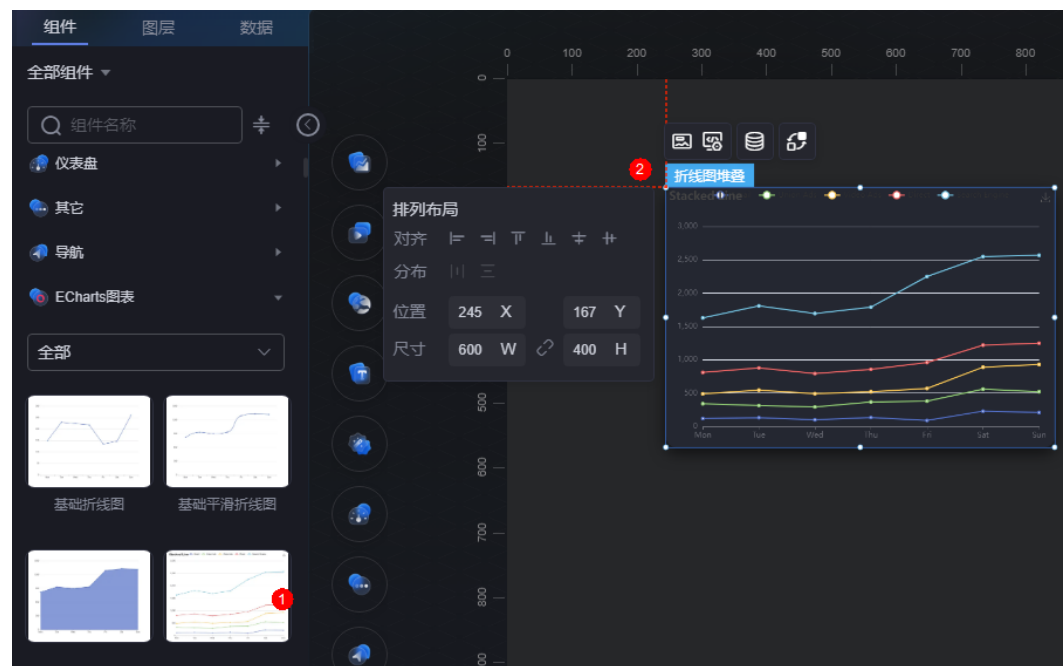 组件 图层 数据
全部组件
组件名称
仪表盘
其它
导航
ECharts图表
全部
基础折线图 基础平滑折线图
1
0 100 200 300 400 500 600 700 800
0
100
500
600
700
800
2
排列布局
对齐
分布
位置 245 X 167 Y
尺寸 600 W 400 H
折线图堆叠
Stacked Line
3,000
2,500
2,000
1,500
1,000
500
0
Mon Tue Wed Thu Fri Sat Sun